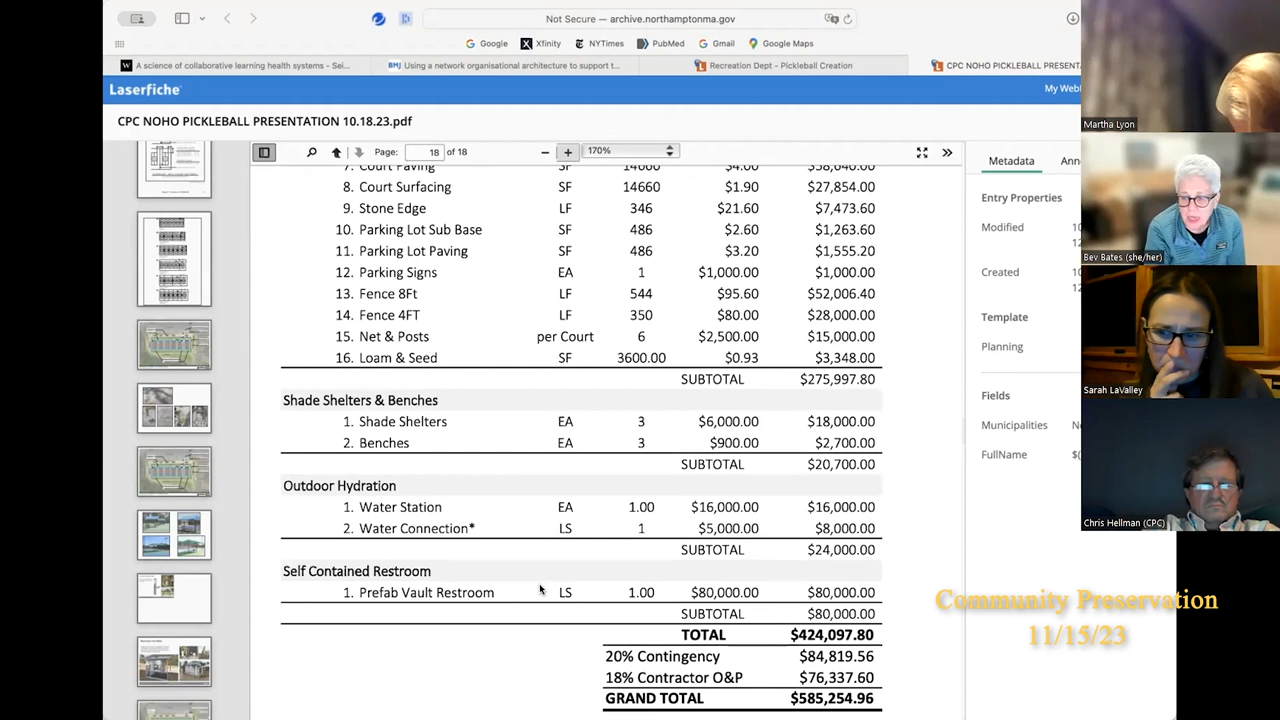 Not Secure — archive.northamptonma.gov
Google Xfinity NYTimes PubMed Gmail Google Maps
A science of collaborative learning health systems - Sei...
Using a network organisational architecture to support t...
Recreation Dept - Pickleball Creation
CPC NOHO PICKLEBALL PRESENTA
Laserfiche
CPC NOHO PICKLEBALL PRESENTATION 10.18.23.pdf
Page: 18 of 18
170%
7. Court Paving SF 14660 $4.00 $58,640.00
8. Court Surfacing SF 14660 $1.90 $27,854.00
9. Stone Edge LF 346 $21.60 $7,473.60
10. Parking Lot Sub Base SF 486 $2.60 $1,263.60
11. Parking Lot Paving SF 486 $3.20 $1,555.20
12. Parking Signs EA 1 $1,000.00 $1,000.00
13. Fence 8Ft LF 544 $95.60 $52,006.40
14. Fence 4FT LF 350 $80.00 $28,000.00
15. Net & Posts per Court 6 $2,500.00 $15,000.00
16. Loam & Seed SF 3600.00 $0.93 $3,348.00
SUBTOTAL $275,997.80
Shade Shelters & Benches
1. Shade Shelters EA 3 $6,000.00 $18,000.00
2. Benches EA 3 $900.00 $2,700.00
SUBTOTAL $20,700.00
Outdoor Hydration
1. Water Station EA 1.00 $16,000.00 $16,000.00
2. Water Connection* LS 1 $5,000.00 $8,000.00
SUBTOTAL $24,000.00
Self Contained Restroom
1. Prefab Vault Restroom LS 1.00 $80,000.00 $80,000.00
SUBTOTAL $80,000.00
TOTAL $424,097.80
20% Contingency $84,819.56
18% Contractor O&P $76,337.60
GRAND TOTAL $585,254.96
Metadata
Entry Properties
Modified
Created
Template
Planning
Fields
Municipalities
FullName
Martha Lyon
Bev Bates (she/her)
Sarah LaValley
Chris Hellman (CPC)
Community Preservation
11/15/23